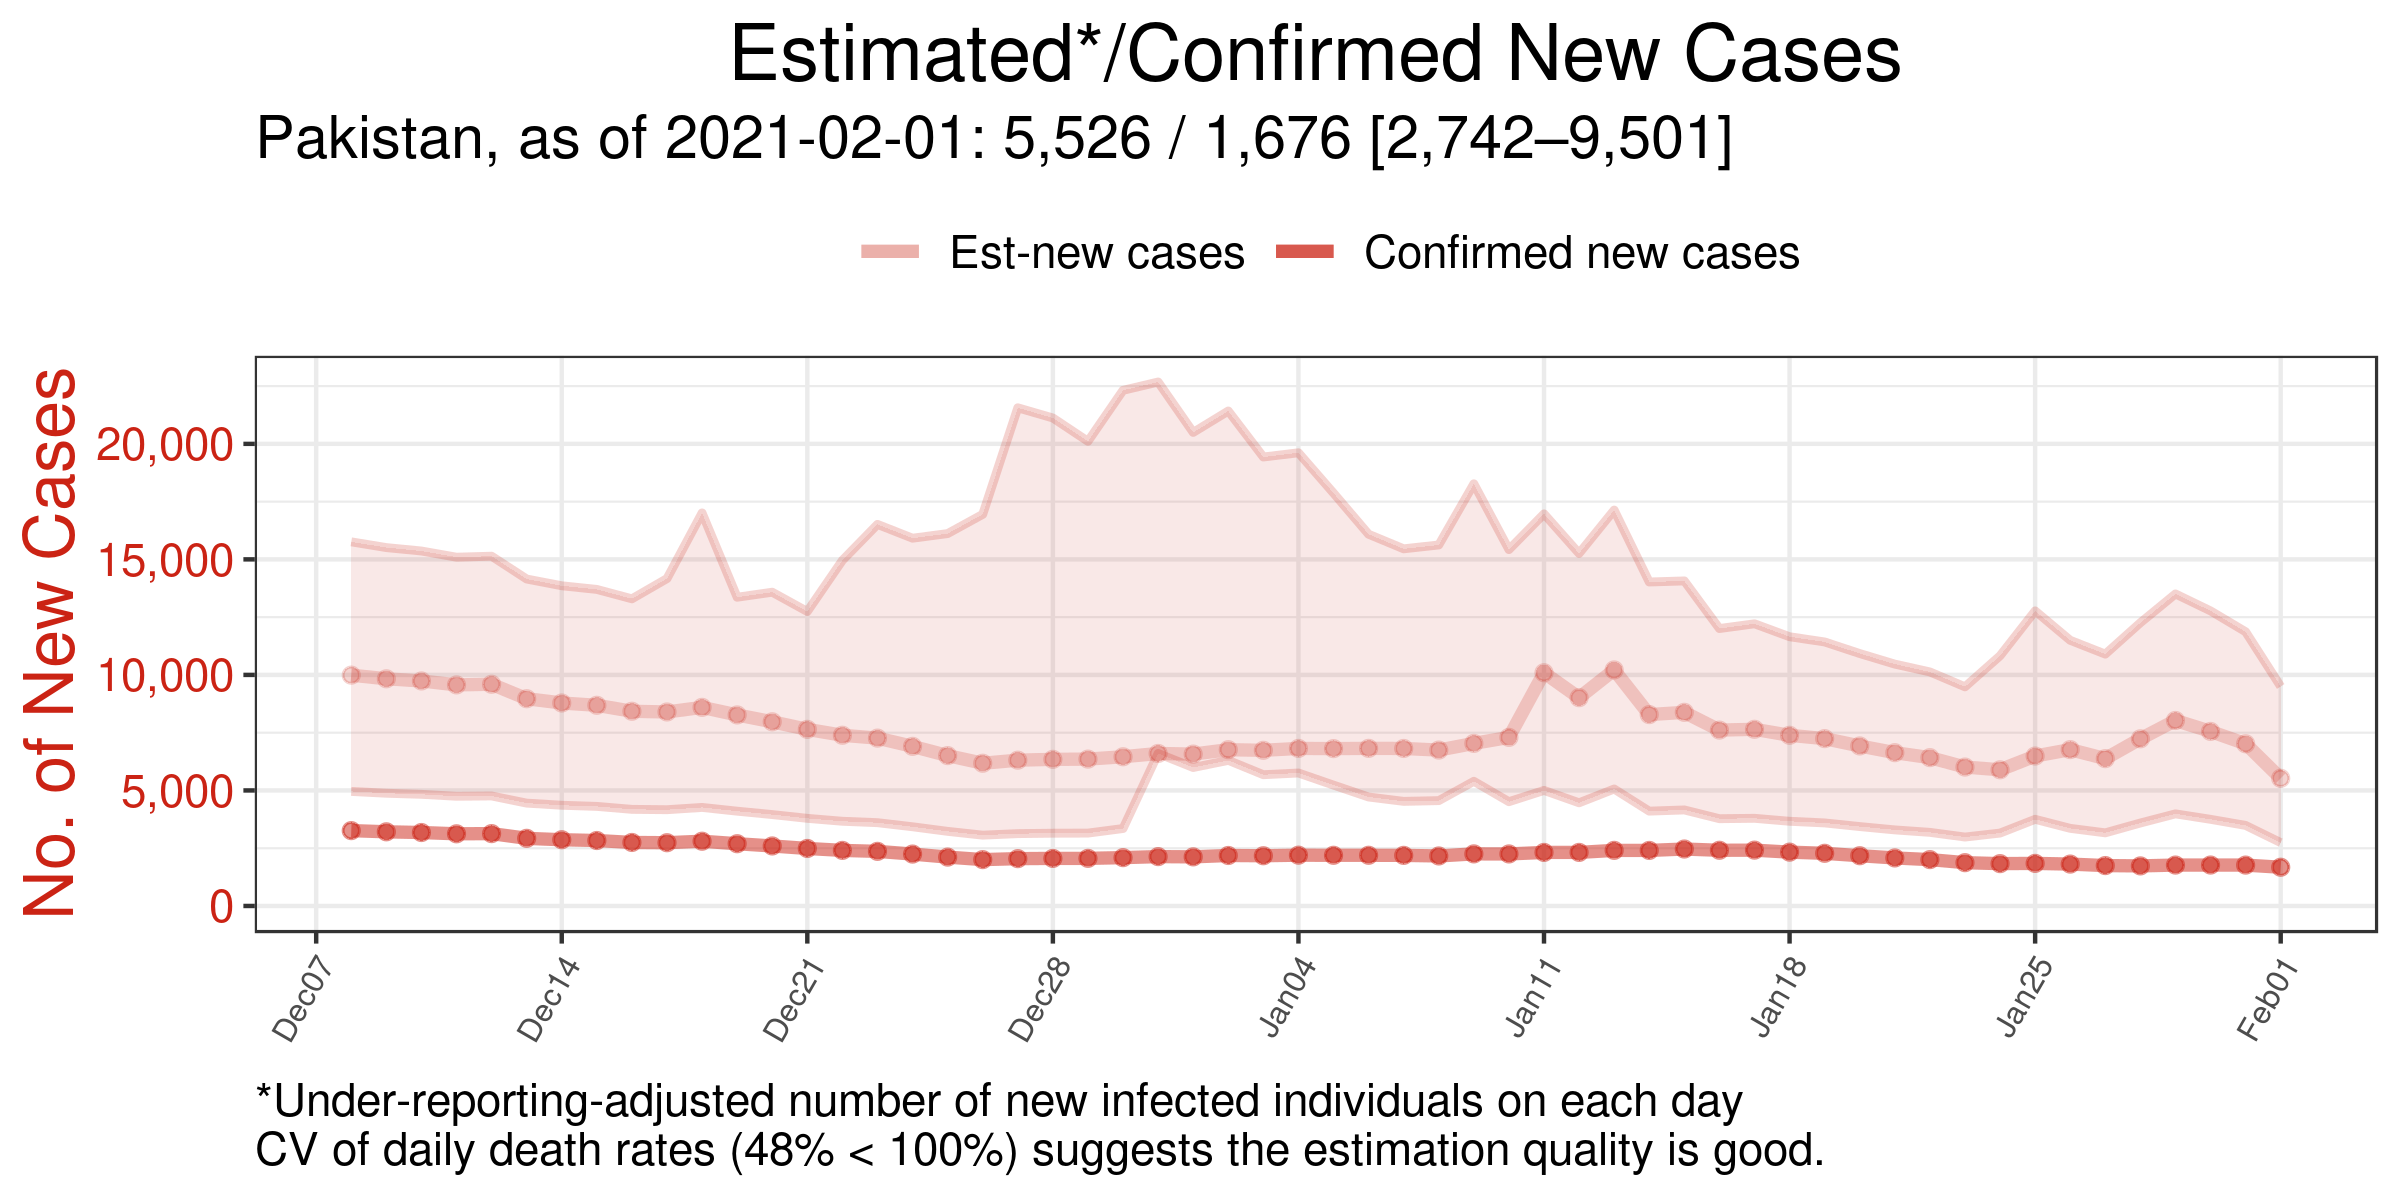 Estimated*/Confirmed New Cases
Pakistan, as of 2021-02-01: 5,526 / 1,676 [2,742–9,501]
Est-new cases
Confirmed new cases
No. of New Cases
20,000
15,000
10,000
5,000
0
Dec07
Dec14
Dec21
Dec28
Jan04
Jan11
Jan18
Jan25
Feb01
*Under-reporting-adjusted number of new infected individuals on each day
CV of daily death rates (48% < 100%) suggests the estimation quality is good.